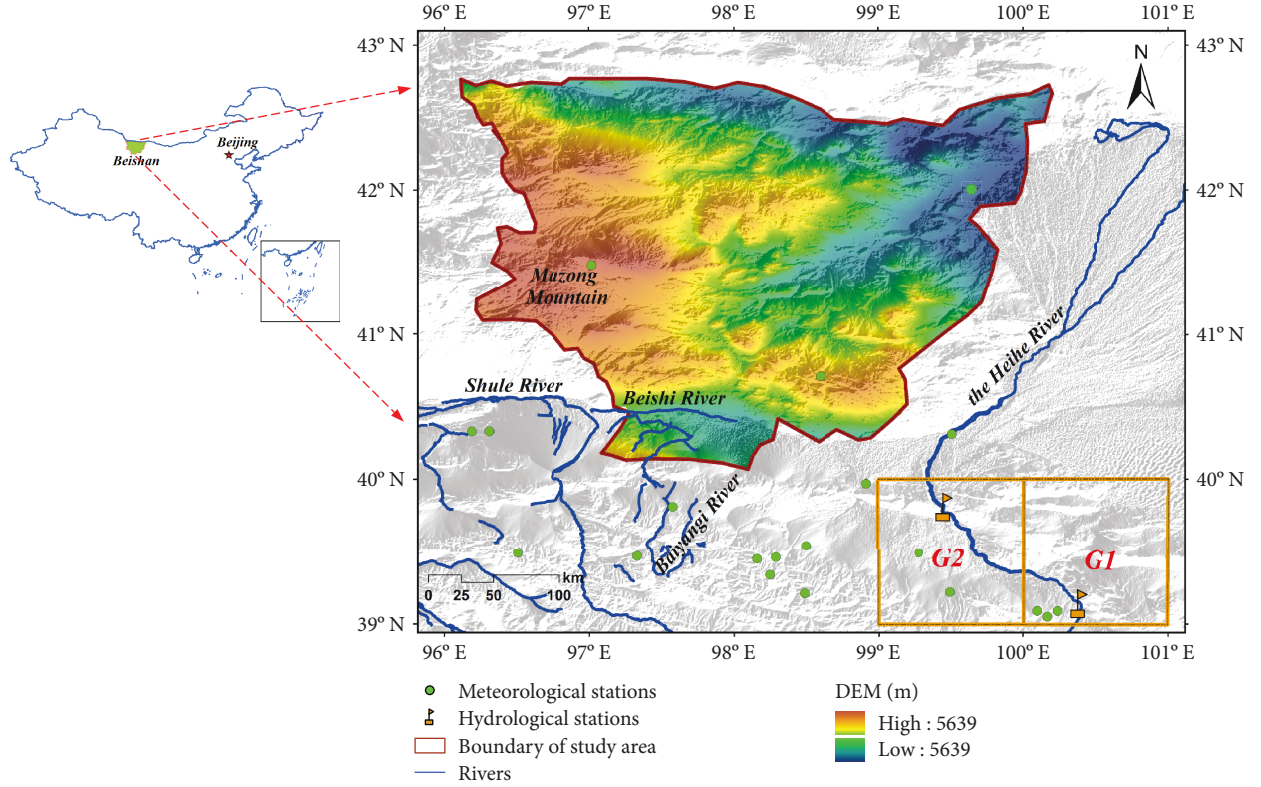 96° E 97° E 98° E 99° E 100° E 101° E
43° N 43° N
N
Beijing
Beishan
42° N 42° N
Mazong
Mountain
41° N 41° N
the Heihe River
Shule River
Beishi River
40° N 40° N
Baiyangi River
G2 G1
km
0 25 50 100
39° N 39° N
96° E 97° E 98° E 99° E 100° E 101° E
Meteorological stations
Hydrological stations
Boundary of study area
Rivers
DEM (m)
High : 5639
Low : 5639